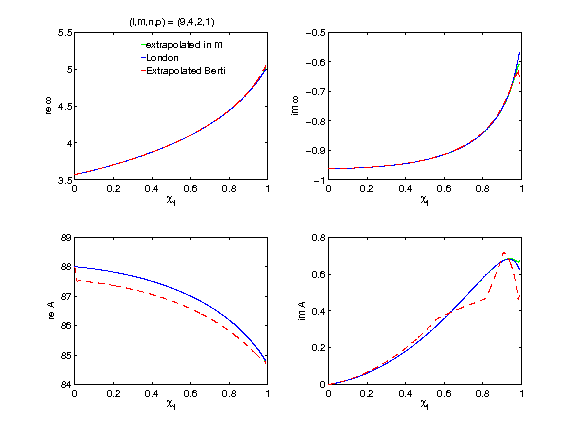 (l,m,n,p) = (9,4,2,1)
5.5
5
4.5
4
3.5
re ω
0 0.2 0.4 0.6 0.8 1
χf
extrapolated in m
London
Extrapolated Berti
−0.5
−0.6
−0.7
−0.8
−0.9
−1
im ω
0 0.2 0.4 0.6 0.8 1
χf
89
88
87
86
85
84
re A
0 0.2 0.4 0.6 0.8 1
χf
0.8
0.6
0.4
0.2
0
im A
0 0.2 0.4 0.6 0.8 1
χf